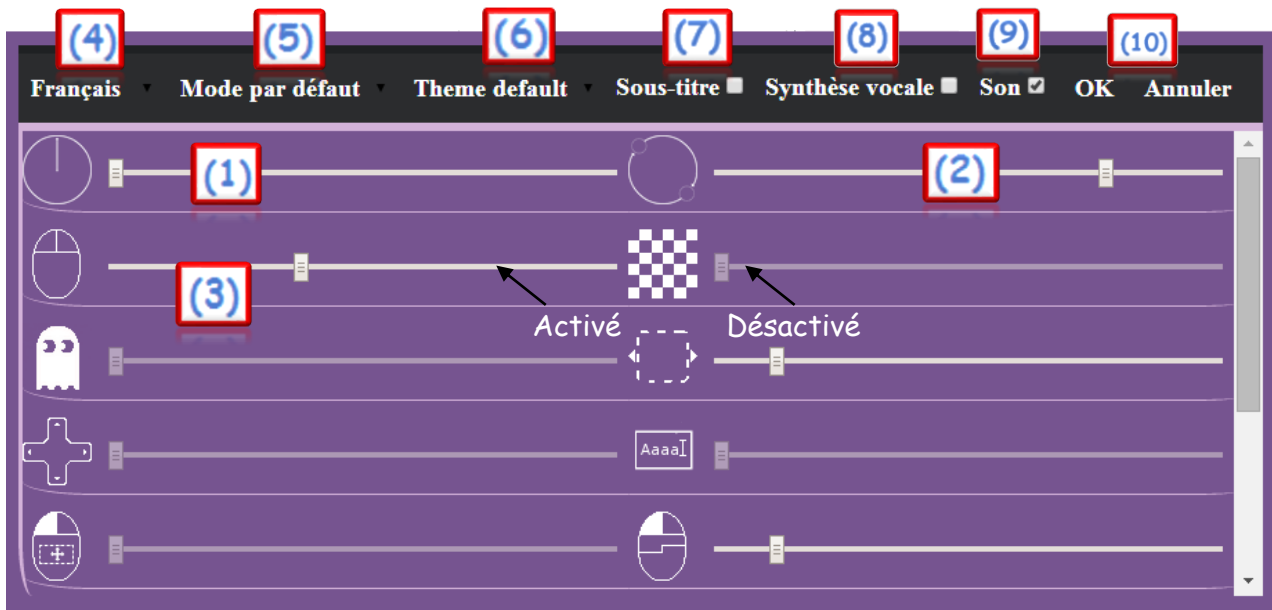 (4) (5) (6) (7) (8) (9) (10)
Français Mode par défaut Theme default Sous-titre Synthèse vocale Son OK Annuler
(1) (2)
(3)
Activé Désactivé
AaaaI